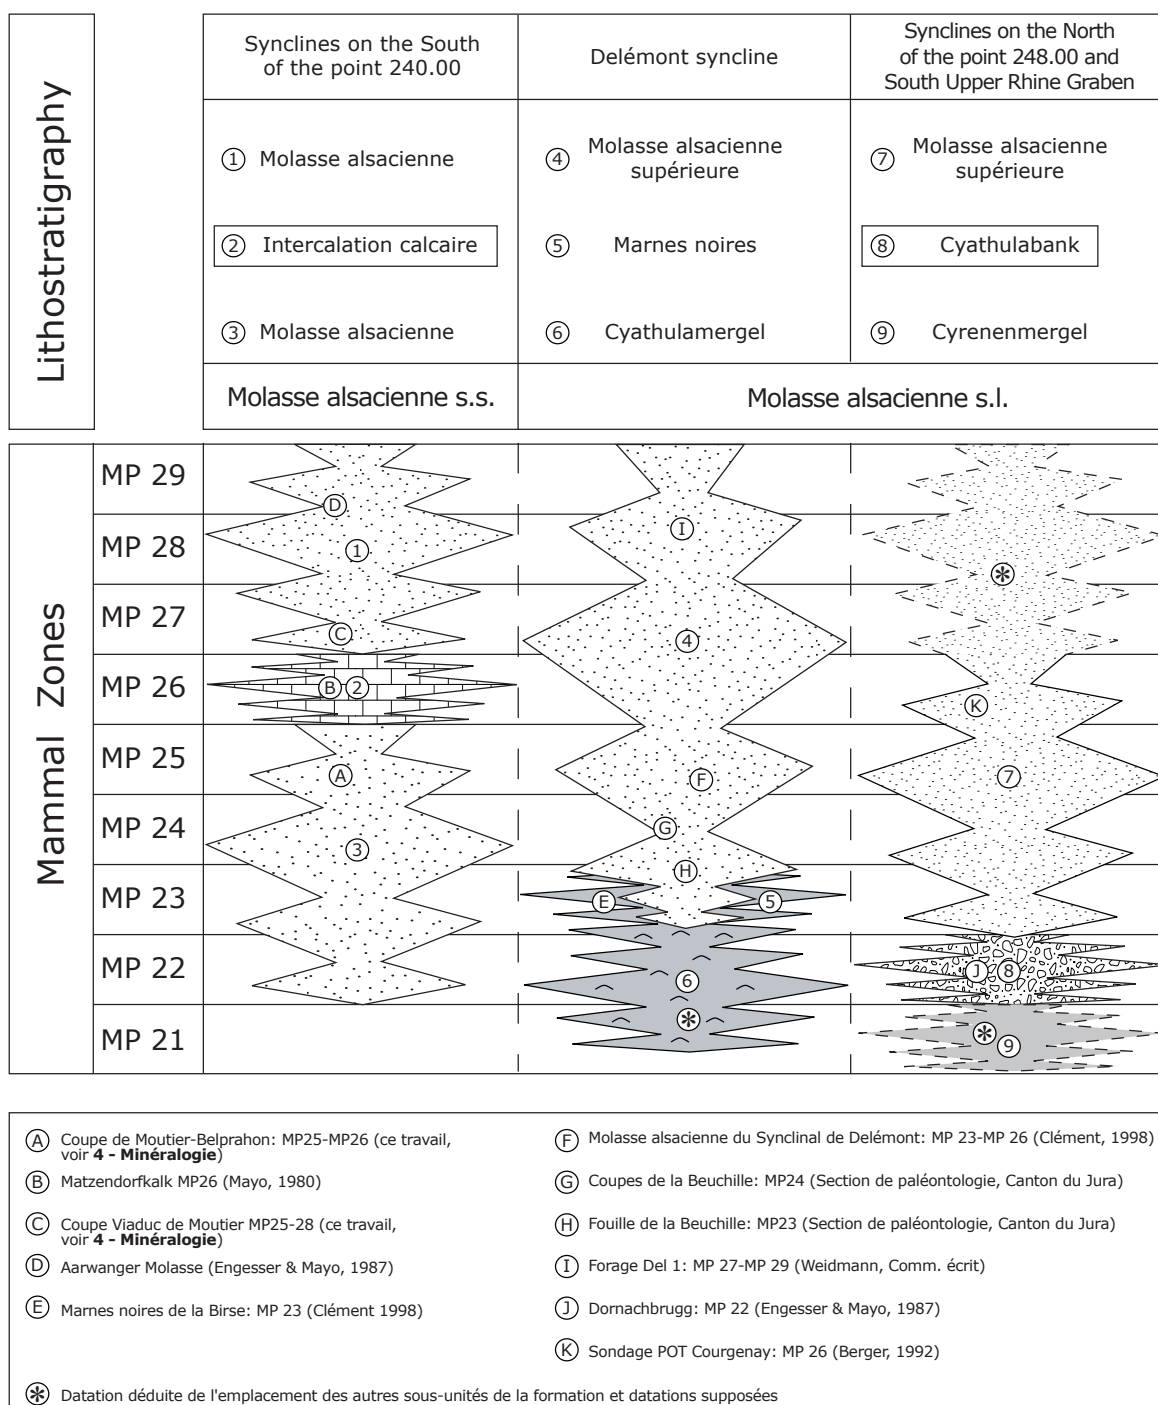 Lithostratigraphy
Synclines on the South
of the point 240.00
Delémont syncline
Synclines on the North
of the point 248.00 and
South Upper Rhine Graben
1 Molasse alsacienne
2 Intercalation calcaire
3 Molasse alsacienne
4 Molasse alsacienne
supérieure
5 Marnes noires
6 Cyathulamergel
7 Molasse alsacienne
supérieure
8 Cyathulabank
9 Cyrenenmergel
Molasse alsacienne s.s.
Molasse alsacienne s.l.
Mammal Zones
MP 29
MP 28
MP 27
MP 26
MP 25
MP 24
MP 23
MP 22
MP 21
D
1
C
B 2
A
3
I
4
F
G
H
E 5
6
*
*
K
7
J 8
*
9
A Coupe de Moutier-Belprahon: MP25-MP26 (ce travail,
voir 4 - Minéralogie)
B Matzendorfkalk MP26 (Mayo, 1980)
C Coupe Viaduc de Moutier MP25-28 (ce travail,
voir 4 - Minéralogie)
D Aarwanger Molasse (Engesser & Mayo, 1987)
E Marnes noires de la Birse: MP 23 (Clément 1998)
F Molasse alsacienne du Synclinal de Delémont: MP 23-MP 26 (Clément, 1998)
G Coupes de la Beuchille: MP24 (Section de paléontologie, Canton du Jura)
H Fouille de la Beuchille: MP23 (Section de paléontologie, Canton du Jura)
I Forage Del 1: MP 27-MP 29 (Weidmann, Comm. écrit)
J Dornachbrugg: MP 22 (Engesser & Mayo, 1987)
K Sondage POT Courgenay: MP 26 (Berger, 1992)
* Datation déduite de l'emplacement des autres sous-unités de la formation et datations supposées